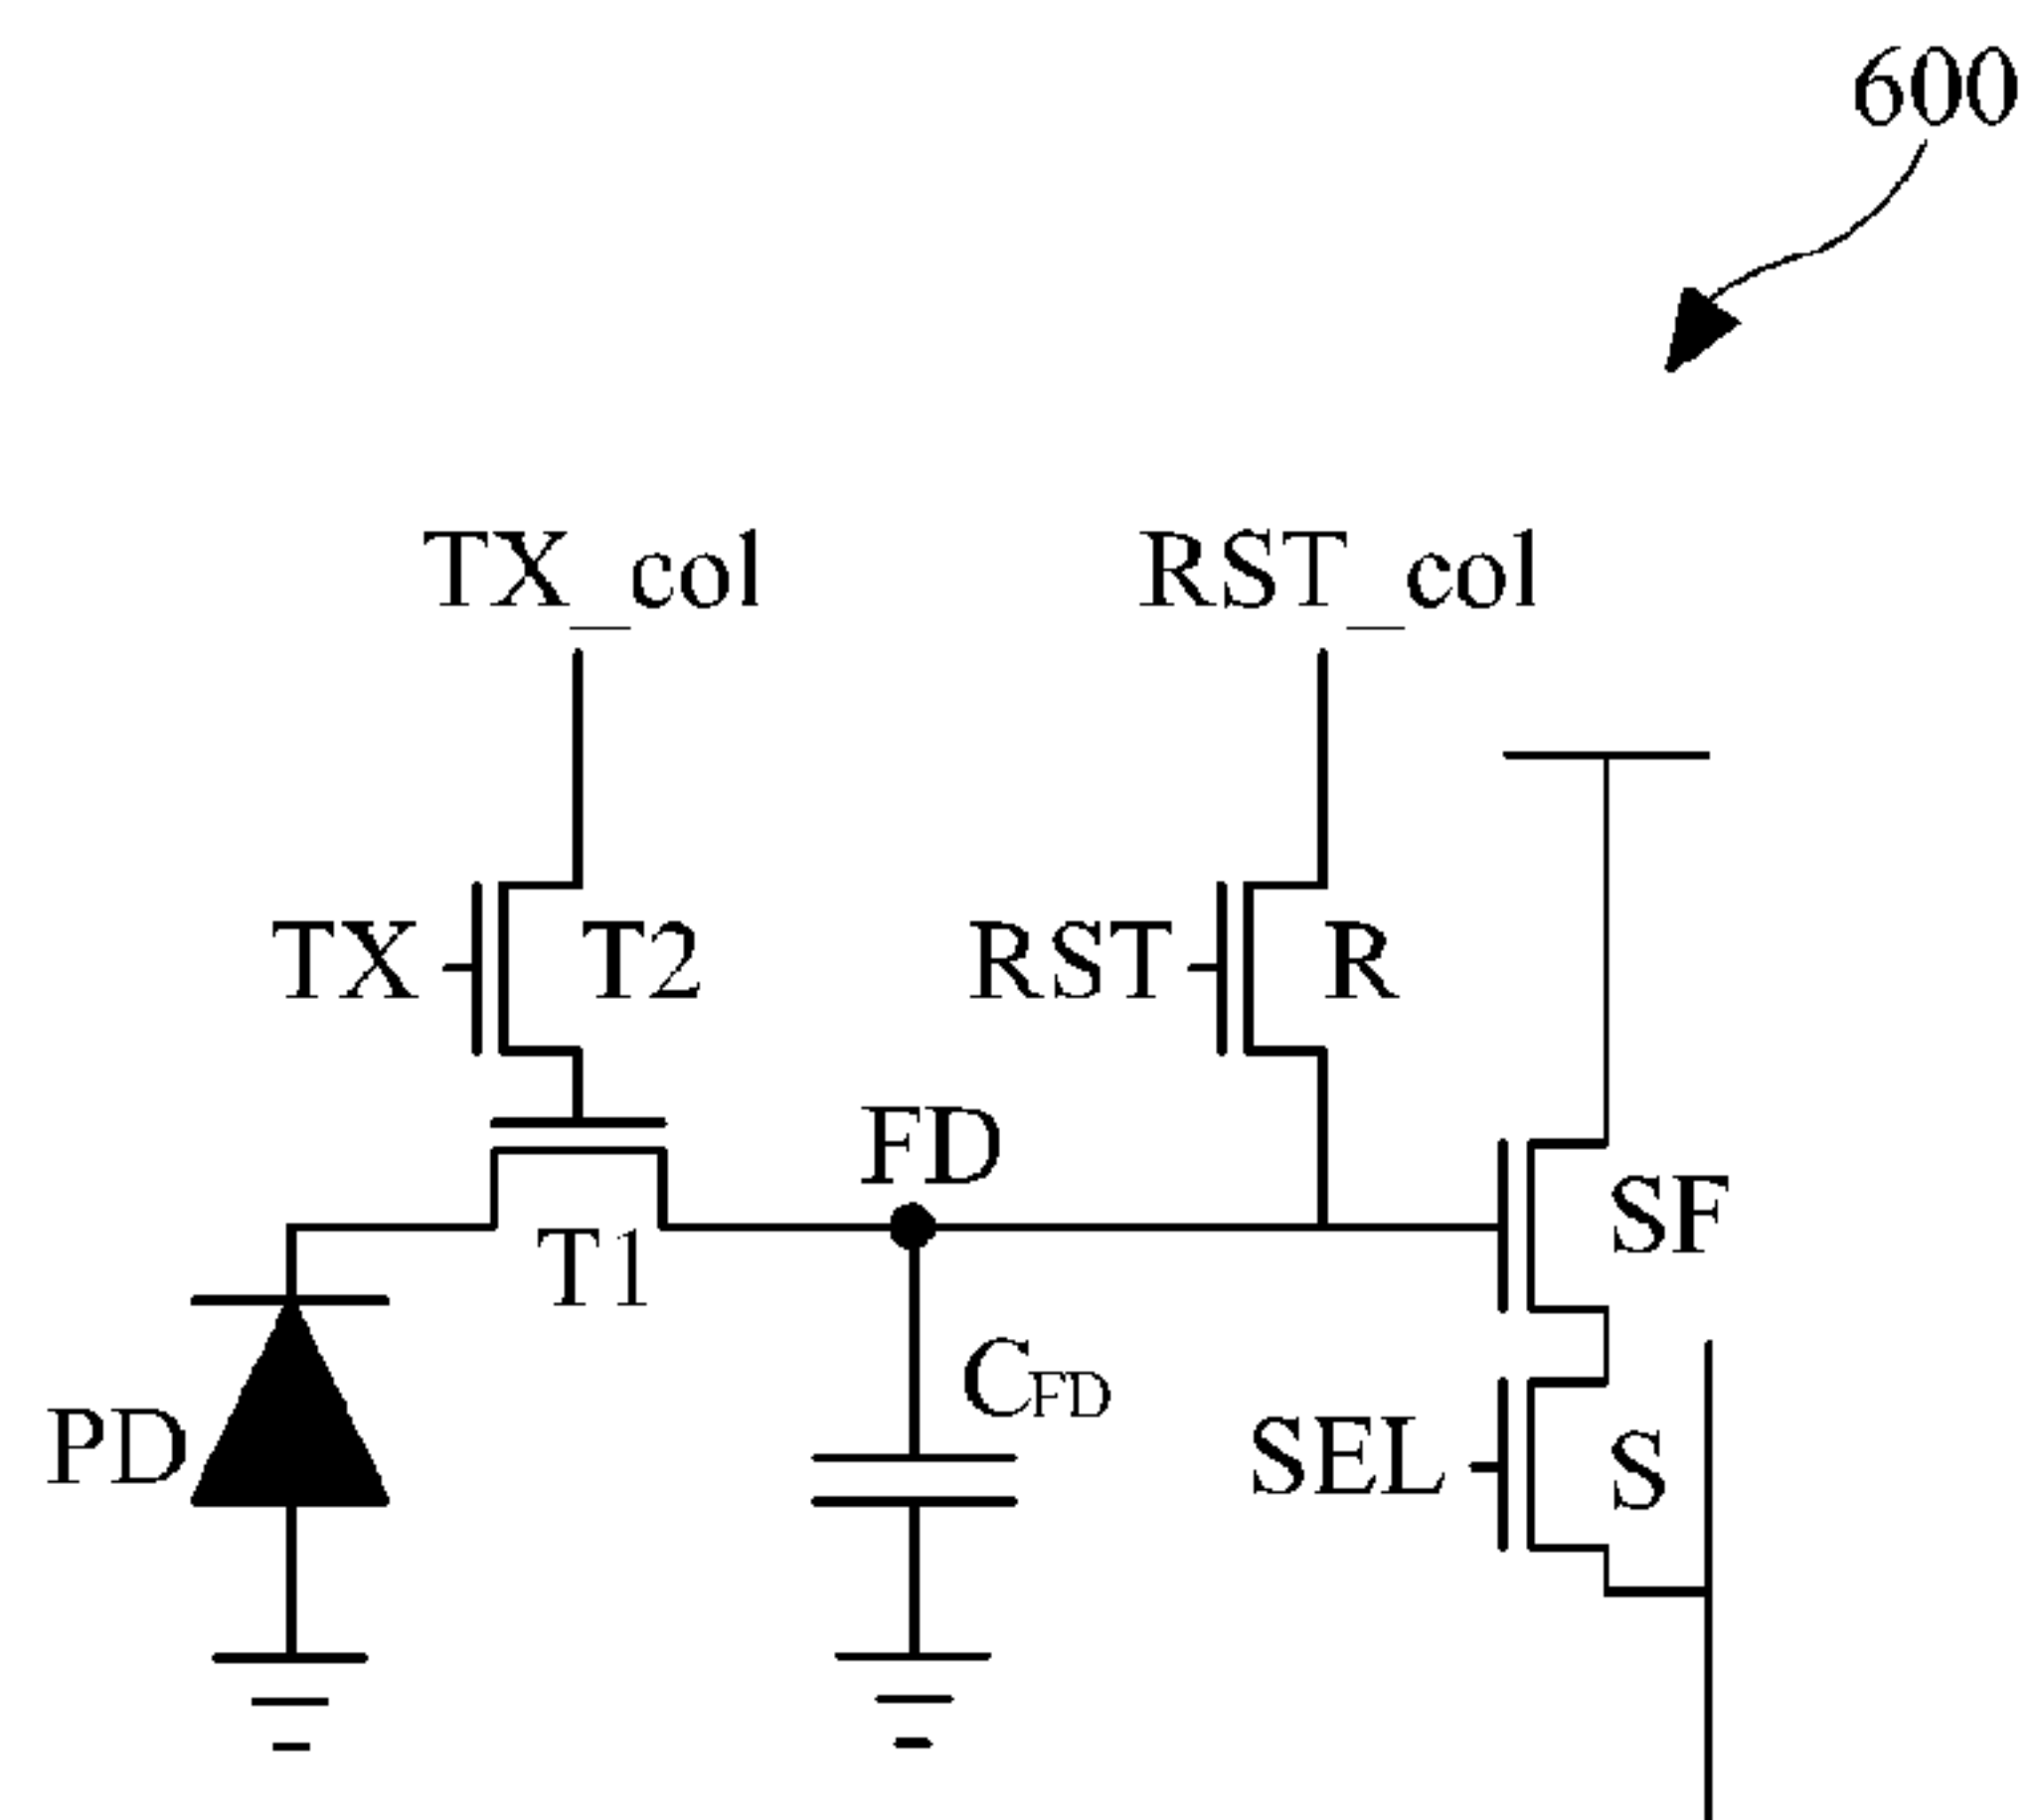 600
TX_col
RST_col
TX
T2
RST
R
FD
SF
T1
CFD
PD
SEL
S